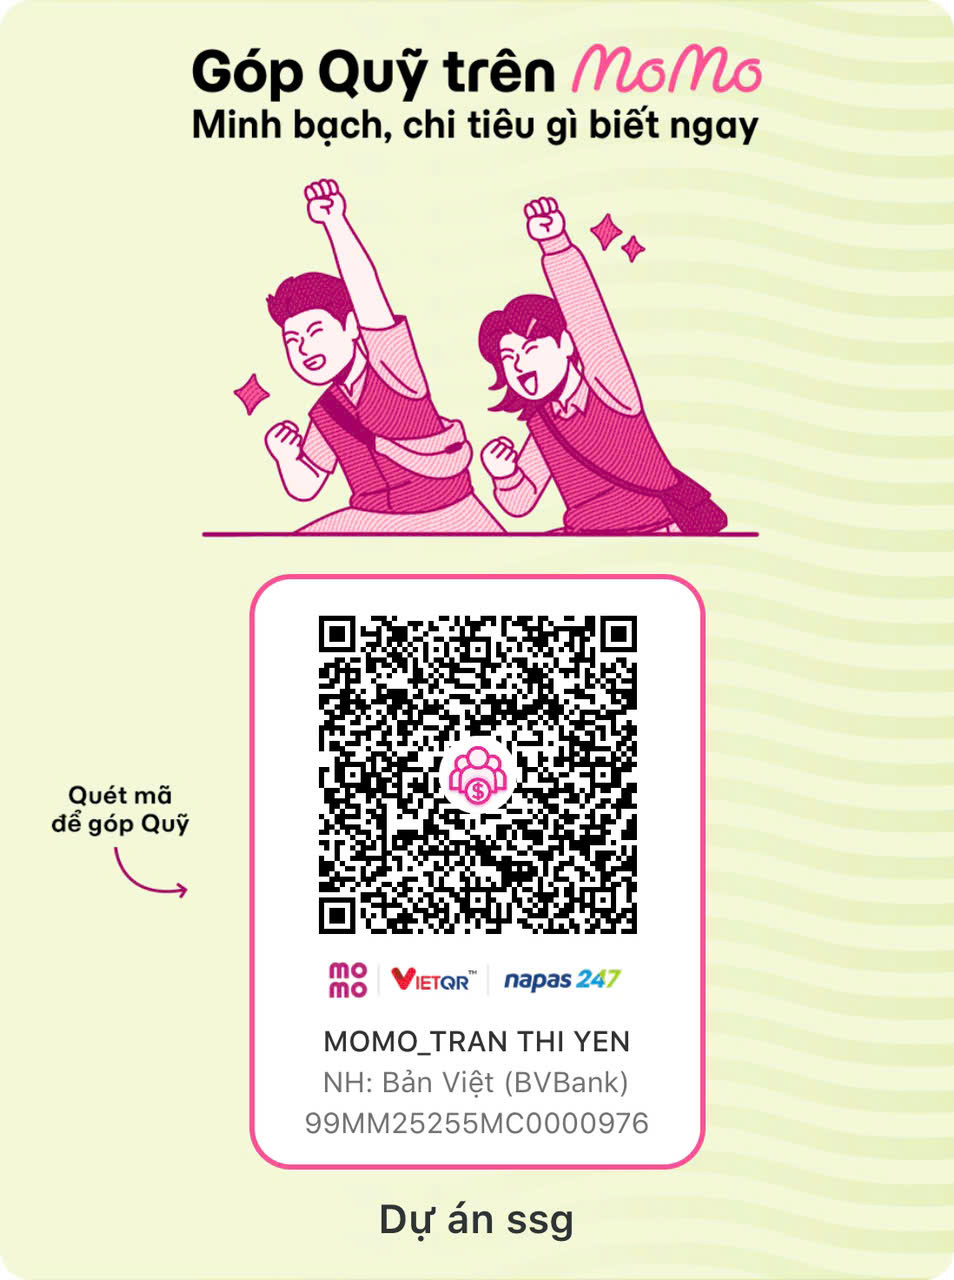 Góp Quỹ trên MoMo
Minh bạch, chi tiêu gì biết ngay
Quét mã
để góp Quỹ
$
MO
MO
VIETQR™
napas 247
MOMO_TRAN THI YEN
NH: Bản Việt (BVBank)
99MM25255MC0000976
Dự án ssg